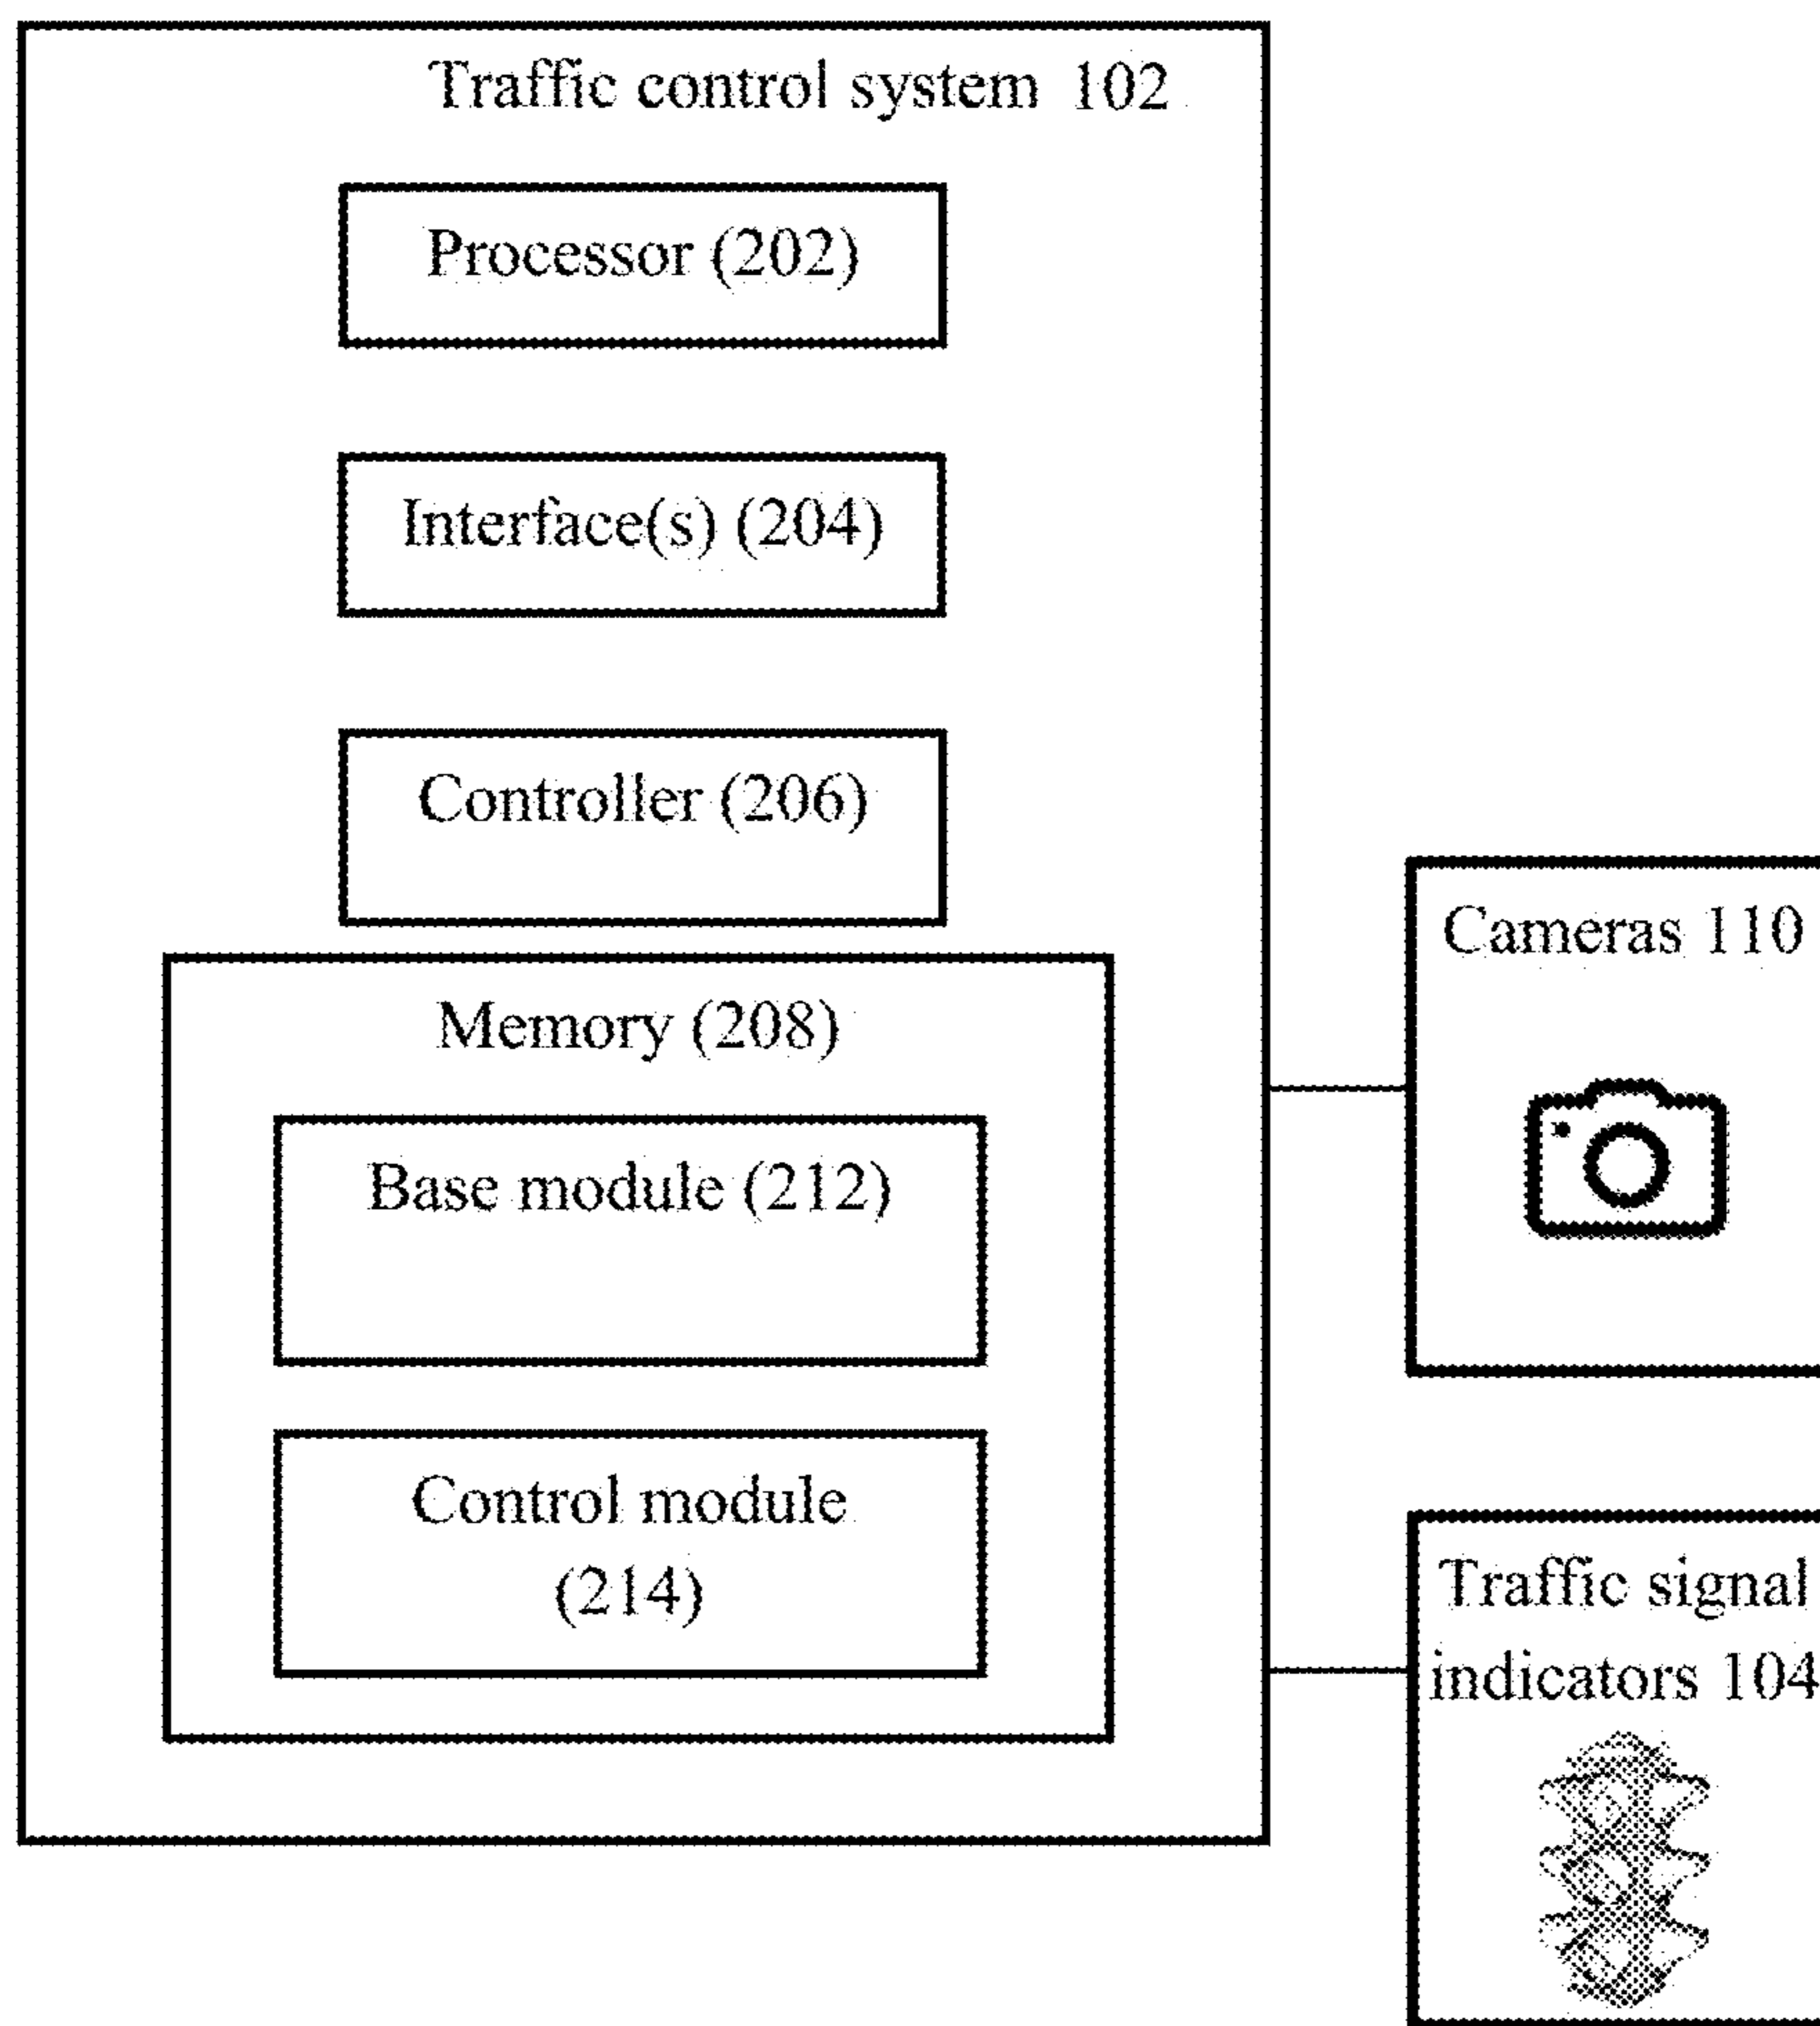 Traffic control system 102
Processor (202)
Interface(s) (204)
Controller (206)
Memory (208)
Base module (212)
Control module
(214)
Cameras 110
Traffic signal
indicators 104